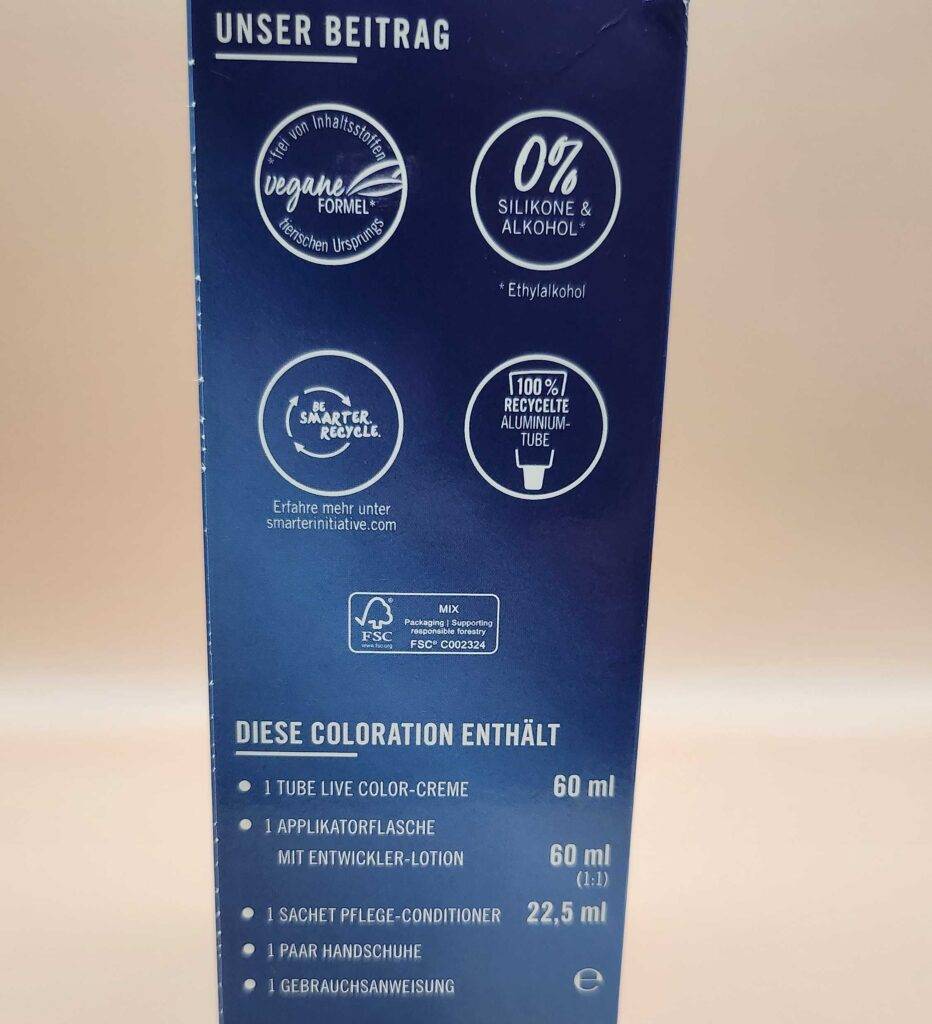 UNSER BEITRAG
*frei von Inhaltsstoffen
vegane
FORMEL*
tierischen Ursprungs
0%
SILIKONE &
ALKOHOL*
* Ethylalkohol
BE
SMARTER.
RECYCLE.
Erfahre mehr unter
smarterinitiative.com
100 %
RECYCELTE
ALUMINIUM-
TUBE
FSC
www.fsc.org
MIX
Packaging | Supporting
responsible forestry
FSC® C002324
DIESE COLORATION ENTHÄLT
• 1 TUBE LIVE COLOR-CREME 60 ml
• 1 APPLIKATORFLASCHE
MIT ENTWICKLER-LOTION 60 ml
(1:1)
• 1 SACHET PFLEGE-CONDITIONER 22,5 ml
• 1 PAAR HANDSCHUHE
• 1 GEBRAUCHSANWEISUNG ℮